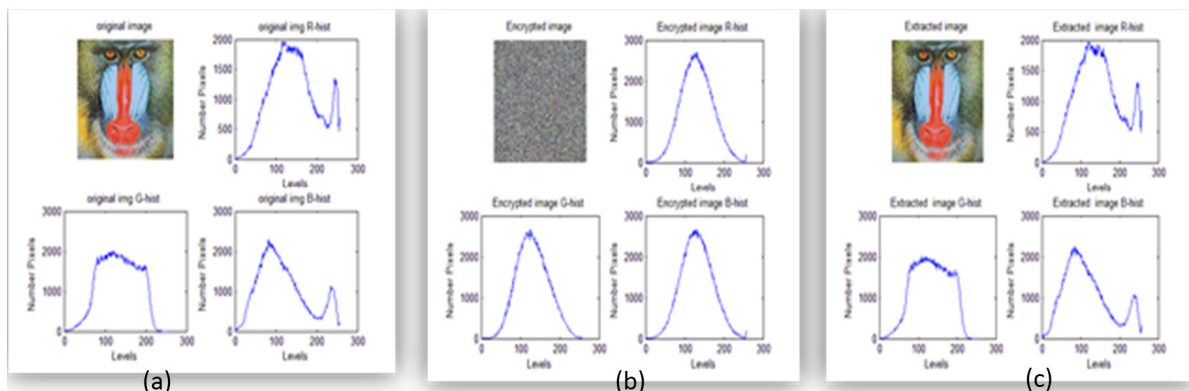 original image
original img R-hist
2000
1500
1000
500
0
Number Pixels
0 100 200 300
Levels
original img G-hist
3000
2000
1000
0
Number Pixels
0 100 200 300
Levels
original img B-hist
3000
2000
1000
0
Number Pixels
0 100 200 300
Levels
(a)
Encrypted image
Encrypted image R-hist
3000
2000
1000
0
Number Pixels
0 100 200 300
Levels
Encrypted image G-hist
3000
2000
1000
0
Number Pixels
0 100 200 300
Levels
Encrypted image B-hist
3000
2000
1000
0
Number Pixels
0 100 200 300
Levels
(b)
Extracted image
Extracted image R-hist
2000
1500
1000
500
0
Number Pixels
0 100 200 300
Levels
Extracted image G-hist
3000
2000
1000
0
Number Pixels
0 100 200 300
Levels
Extracted image B-hist
3000
2000
1000
0
Number Pixels
0 100 200 300
Levels
(c)